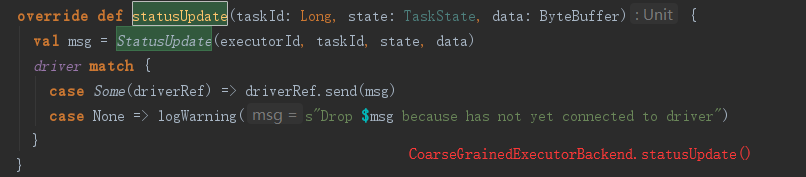 override def statusUpdate(taskId: Long, state: TaskState, data: ByteBuffer) : Unit {
val msg = StatusUpdate(executorId, taskId, state, data)
driver match {
case Some(driverRef) => driverRef.send(msg)
case None => logWarning( msg = s"Drop $msg because has not yet connected to driver")
}
CoarseGrainedExecutorBackend.statusUpdate()
}